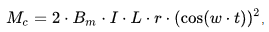 M_c = 2 · B_m · I · L · r · (cos(w · t))²,